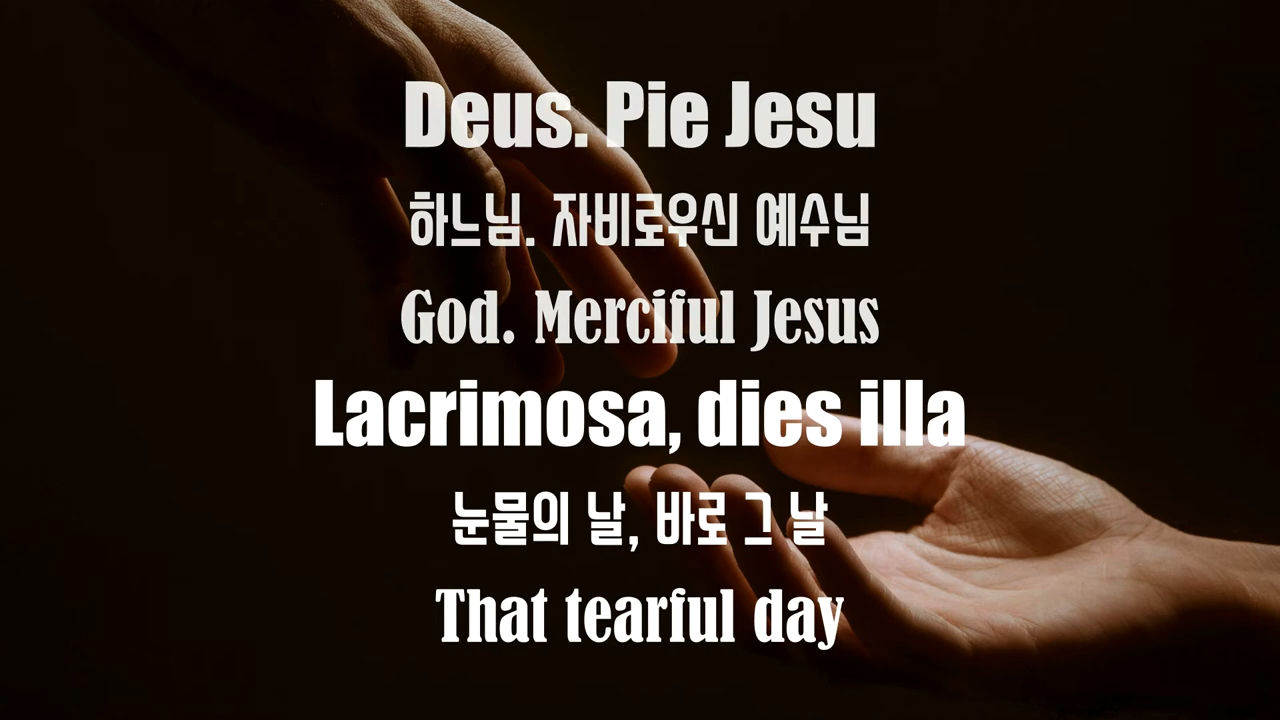 Deus. Pie Jesu
하느님. 자비로우신 예수님
God. Merciful Jesus
Lacrimosa, dies illa
눈물의 날, 바로 그 날
That tearful day